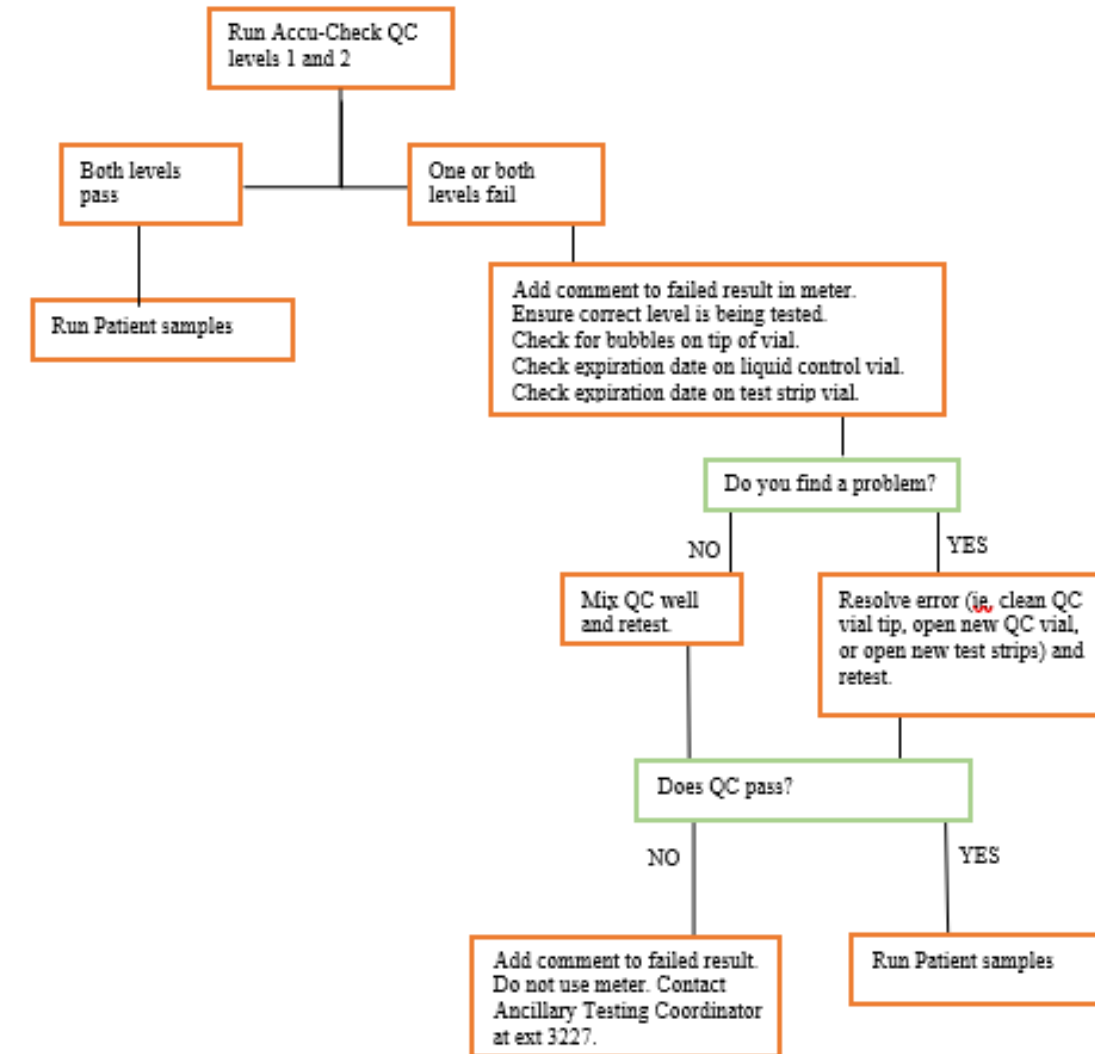 Run Accu-Check QC
levels 1 and 2
Both levels
pass
One or both
levels fail
Run Patient samples
Add comment to failed result in meter.
Ensure correct level is being tested.
Check for bubbles on tip of vial.
Check expiration date on liquid control vial.
Check expiration date on test strip vial.
Do you find a problem?
NO
YES
Mix QC well
and retest.
Resolve error (ie, clean QC
vial tip, open new QC vial,
or open new test strips) and
retest.
Does QC pass?
NO
YES
Add comment to failed result.
Do not use meter. Contact
Ancillary Testing Coordinator
at ext 3227.
Run Patient samples